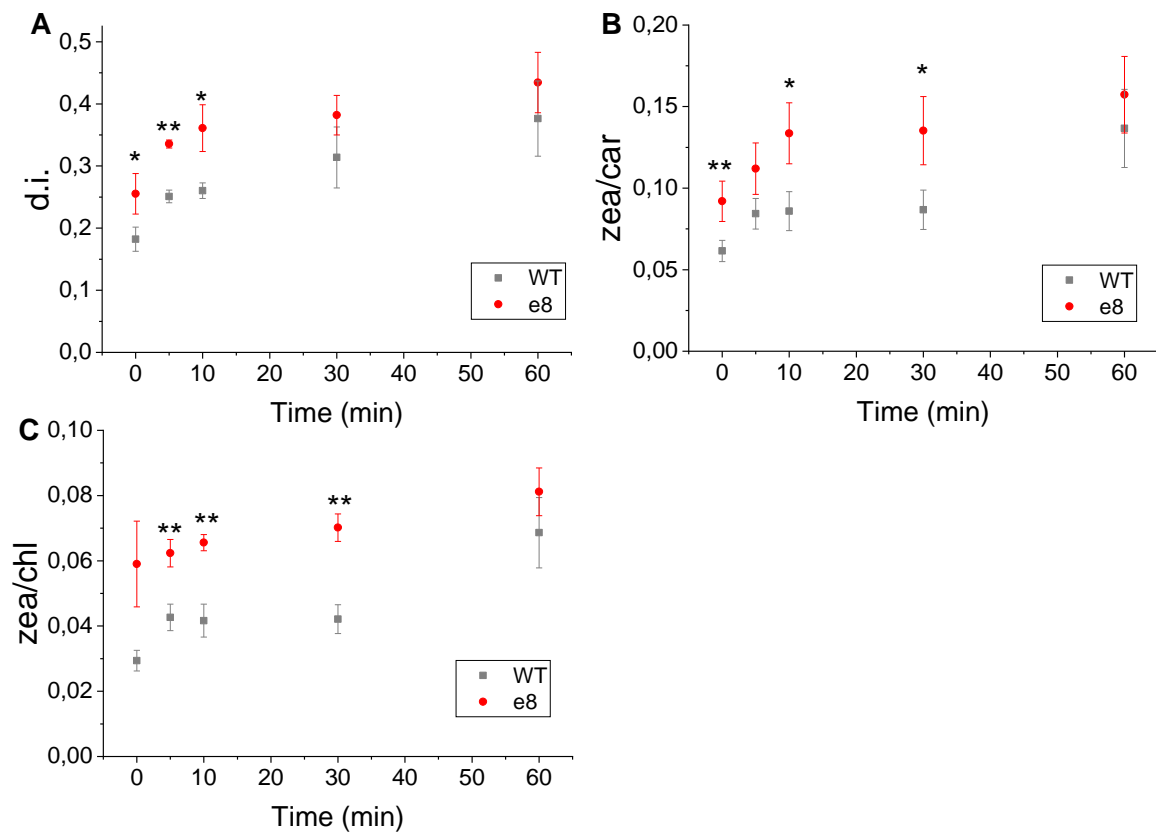 A
0,5
0,4
0,3
0,2
0,1
0,0
d.i.
*
**
*
WT
e8
0 10 20 30 40 50 60
Time (min)
B
0,20
0,15
0,10
0,05
0,00
zea/car
**
*
*
WT
e8
0 10 20 30 40 50 60
Time (min)
C
0,10
0,08
0,06
0,04
0,02
0,00
zea/chl
**
**
**
WT
e8
0 10 20 30 40 50 60
Time (min)